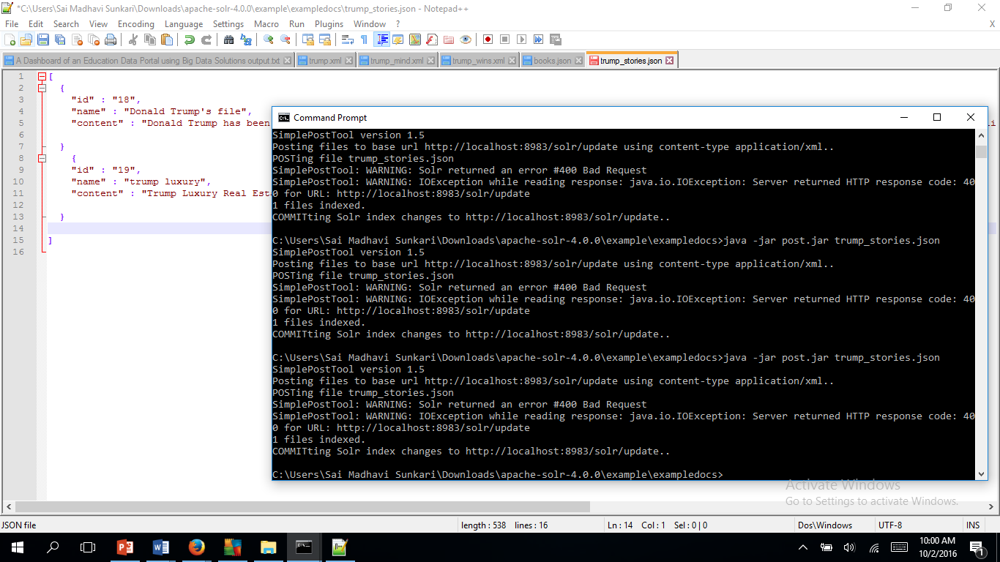 *C:\Users\Sai Madhavi Sunkari\Downloads\apache-solr-4.0.0\example\exampledocs\trump_stories.json - Notepad++
File Edit Search View Encoding Language Settings Macro Run Plugins Window ? X
A Dashboard of an Education Data Portal using Big Data Solutions output.txt trump.xml trump_mind.xml trump_wins.xml books.json trump_stories.json
1 [
2 {
3 "id" : "18",
4 "name" : "Donald Trump's file",
5 "content" : "Donald Trump has been
6
7 }
8 {
9 "id" : "19",
10 "name" : "trump luxury",
11 "content" : "Trump Luxury Real Est
12
13 }
14
15 ]
16
Command Prompt
SimplePostTool version 1.5
Posting files to base url http://localhost:8983/solr/update using content-type application/xml..
POSTing file trump_stories.json
SimplePostTool: WARNING: Solr returned an error #400 Bad Request
SimplePostTool: WARNING: IOException while reading response: java.io.IOException: Server returned HTTP response code: 40
0 for URL: http://localhost:8983/solr/update
1 files indexed.
COMMITting Solr index changes to http://localhost:8983/solr/update..
C:\Users\Sai Madhavi Sunkari\Downloads\apache-solr-4.0.0\example\exampledocs>java -jar post.jar trump_stories.json
SimplePostTool version 1.5
Posting files to base url http://localhost:8983/solr/update using content-type application/xml..
POSTing file trump_stories.json
SimplePostTool: WARNING: Solr returned an error #400 Bad Request
SimplePostTool: WARNING: IOException while reading response: java.io.IOException: Server returned HTTP response code: 40
0 for URL: http://localhost:8983/solr/update
1 files indexed.
COMMITting Solr index changes to http://localhost:8983/solr/update..
C:\Users\Sai Madhavi Sunkari\Downloads\apache-solr-4.0.0\example\exampledocs>java -jar post.jar trump_stories.json
SimplePostTool version 1.5
Posting files to base url http://localhost:8983/solr/update using content-type application/xml..
POSTing file trump_stories.json
SimplePostTool: WARNING: Solr returned an error #400 Bad Request
SimplePostTool: WARNING: IOException while reading response: java.io.IOException: Server returned HTTP response code: 40
0 for URL: http://localhost:8983/solr/update
1 files indexed.
COMMITting Solr index changes to http://localhost:8983/solr/update..
C:\Users\Sai Madhavi Sunkari\Downloads\apache-solr-4.0.0\example\exampledocs>
Activate Windows
Go to Settings to activate Windows.
JSON file length : 538 lines : 16 Ln : 14 Col : 1 Sel : 0 | 0 Dos\Windows UTF-8 INS
10:00 AM
10/2/2016
1